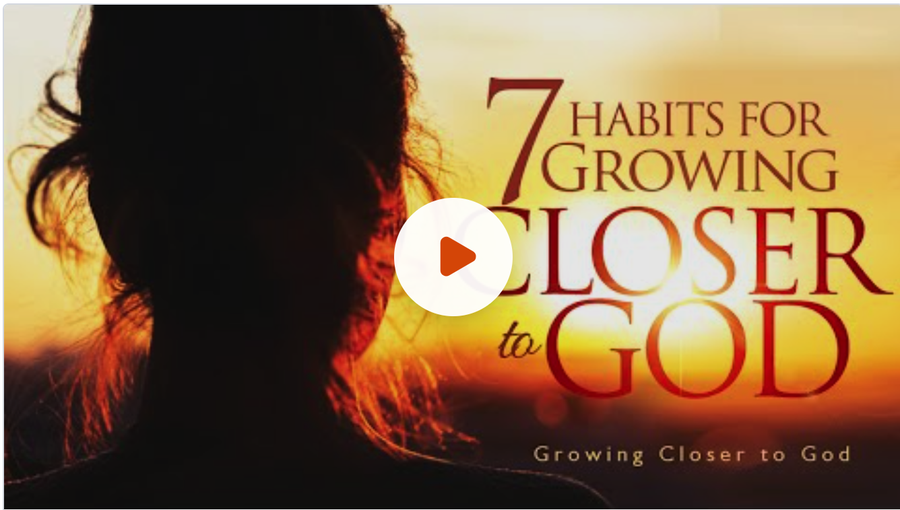 7 HABITS FOR
GROWING
CLOSER
to GOD
Growing Closer to God